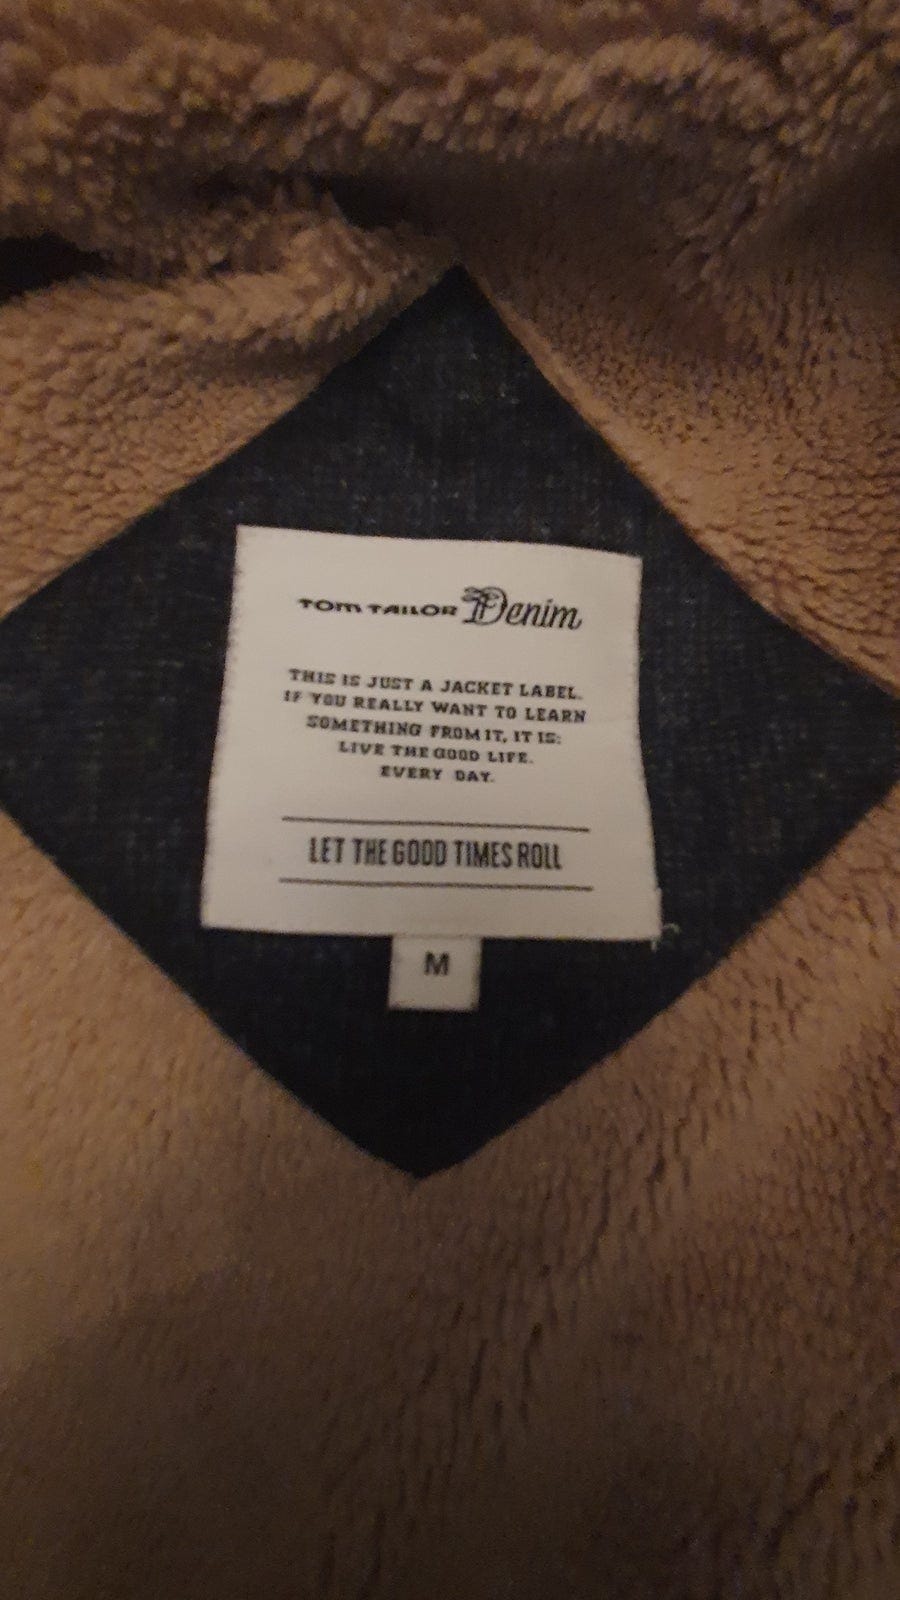 TOM TAILOR Denim
THIS IS JUST A JACKET LABEL.
IF YOU REALLY WANT TO LEARN
SOMETHING FROM IT, IT IS:
LIVE THE GOOD LIFE.
EVERY DAY.
LET THE GOOD TIMES ROLL
M